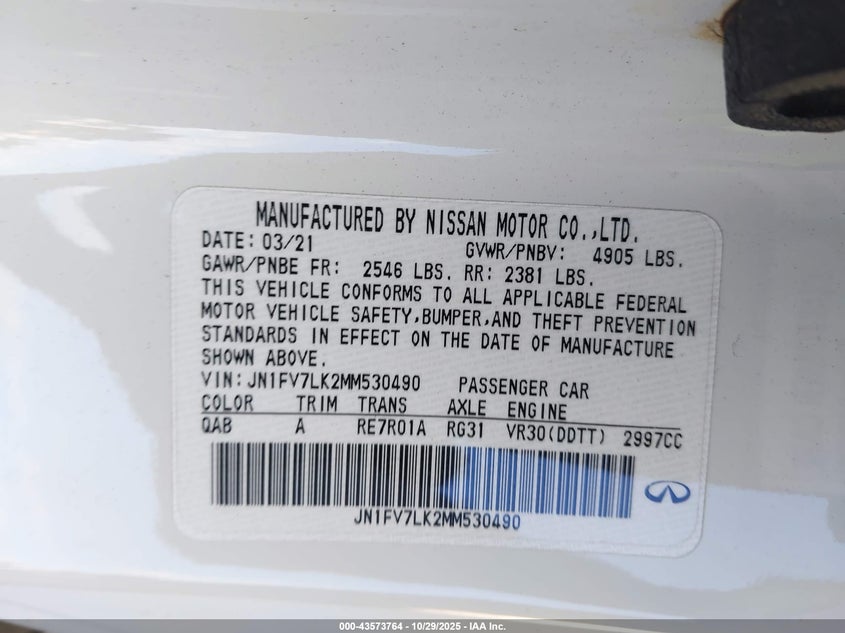 MANUFACTURED BY NISSAN MOTOR CO.,LTD.
DATE: 03/21 GVWR/PNBV: 4905 LBS.
GAWR/PNBE FR: 2546 LBS. RR: 2381 LBS.
THIS VEHICLE CONFORMS TO ALL APPLICABLE FEDERAL
MOTOR VEHICLE SAFETY,BUMPER,AND THEFT PREVENTION
STANDARDS IN EFFECT ON THE DATE OF MANUFACTURE
SHOWN ABOVE.
VIN: JN1FV7LK2MM530490 PASSENGER CAR
COLOR TRIM TRANS AXLE ENGINE
QAB A RE7R01A RG31 VR30(DDTT) 2997CC
JN1FV7LK2MM530490
000-43573764 - 10/29/2025 - IAA Inc.